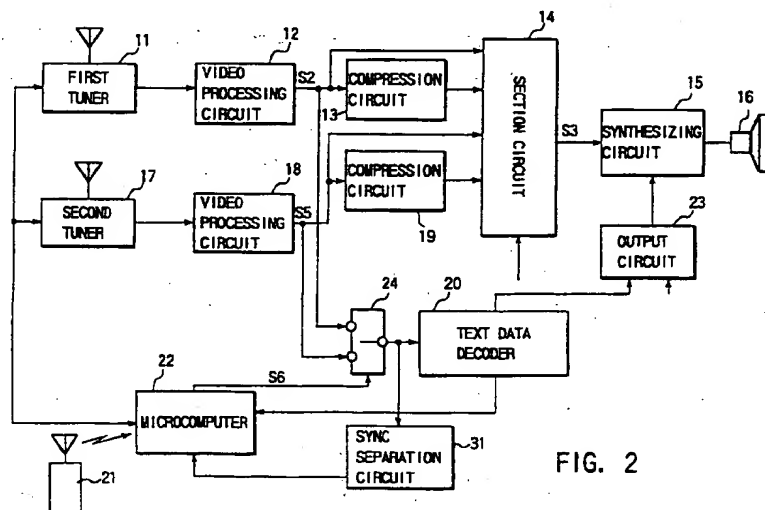 11
FIRST
TUNER
12
VIDEO
PROCESSING
CIRCUIT
S2
COMPRESSION
CIRCUIT
13
14
SECTION CIRCUIT
S3
15
SYNTHESIZING
CIRCUIT
16
17
SECOND
TUNER
18
VIDEO
PROCESSING
CIRCUIT
S5
COMPRESSION
CIRCUIT
19
23
OUTPUT
CIRCUIT
24
20
TEXT DATA
DECODER
22
S6
MICROCOMPUTER
SYNC
SEPARATION
CIRCUIT
31
21
FIG. 2